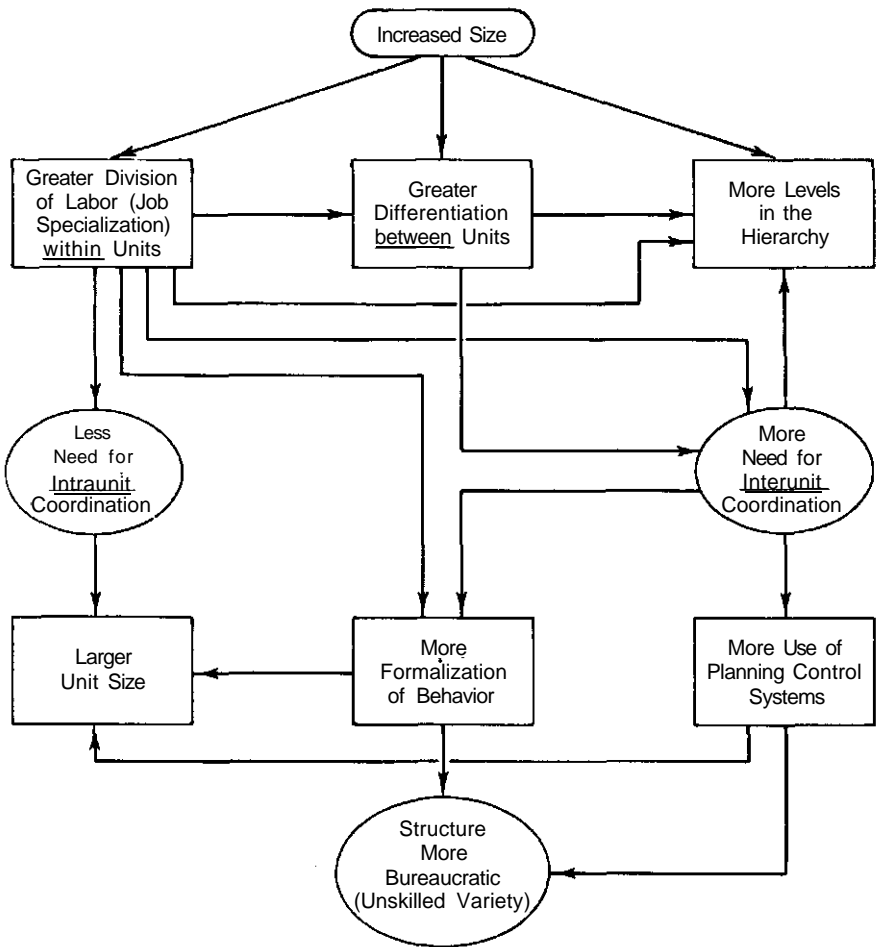 Increased Size
Greater Division
of Labor (Job
Specialization)
within Units
Greater
Differentiation
between Units
More Levels
in the
Hierarchy
Less
Need for
Intraunit
Coordination
More
Need for
Interunit
Coordination
Larger
Unit Size
More
Formalization
of Behavior
More Use of
Planning Control
Systems
Structure
More
Bureaucratic
(Unskilled Variety)